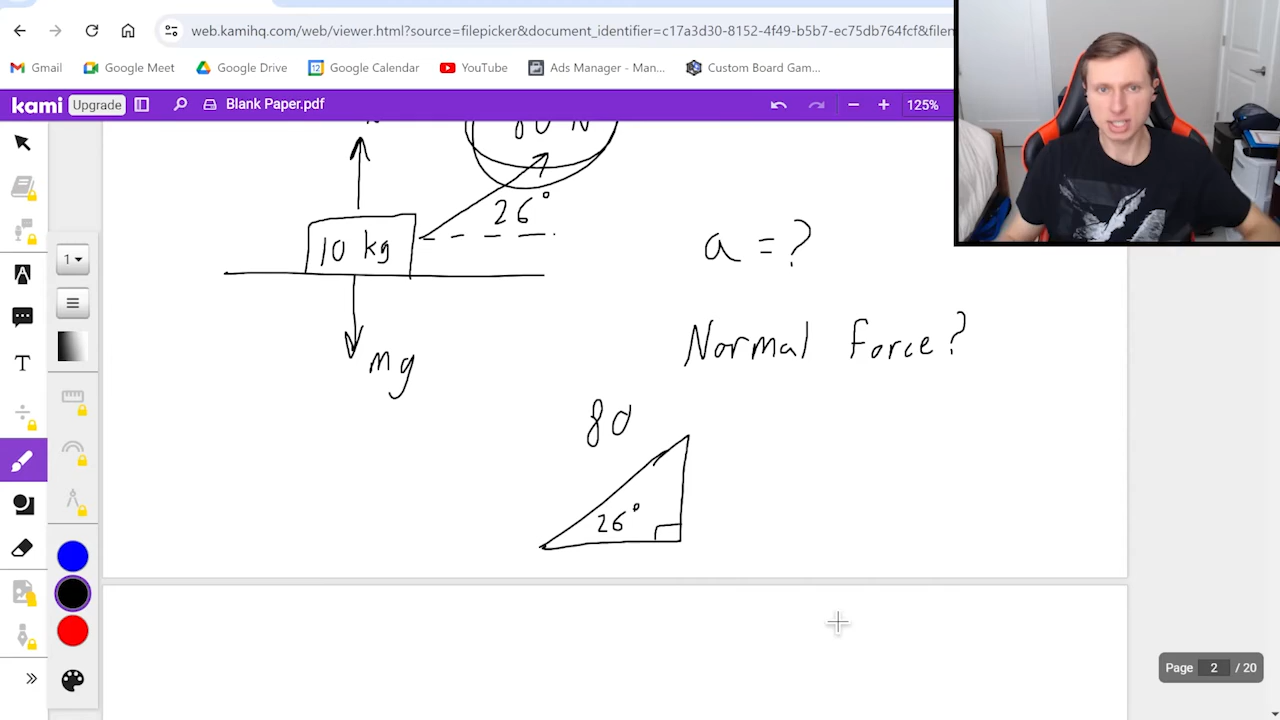 web.kamihq.com/web/viewer.html?source=filepicker&document_identifier=c17a3d30-8152-4f49-b5b7-ec75db764fcf&filen
Gmail Google Meet Google Drive 12 Google Calendar YouTube Ads Manager - Man... Custom Board Gam...
kami Upgrade Blank Paper.pdf 125%
80 N
26°
10 kg
a = ?
1
Normal Force?
mg
T
80
26°
Page 2 / 20